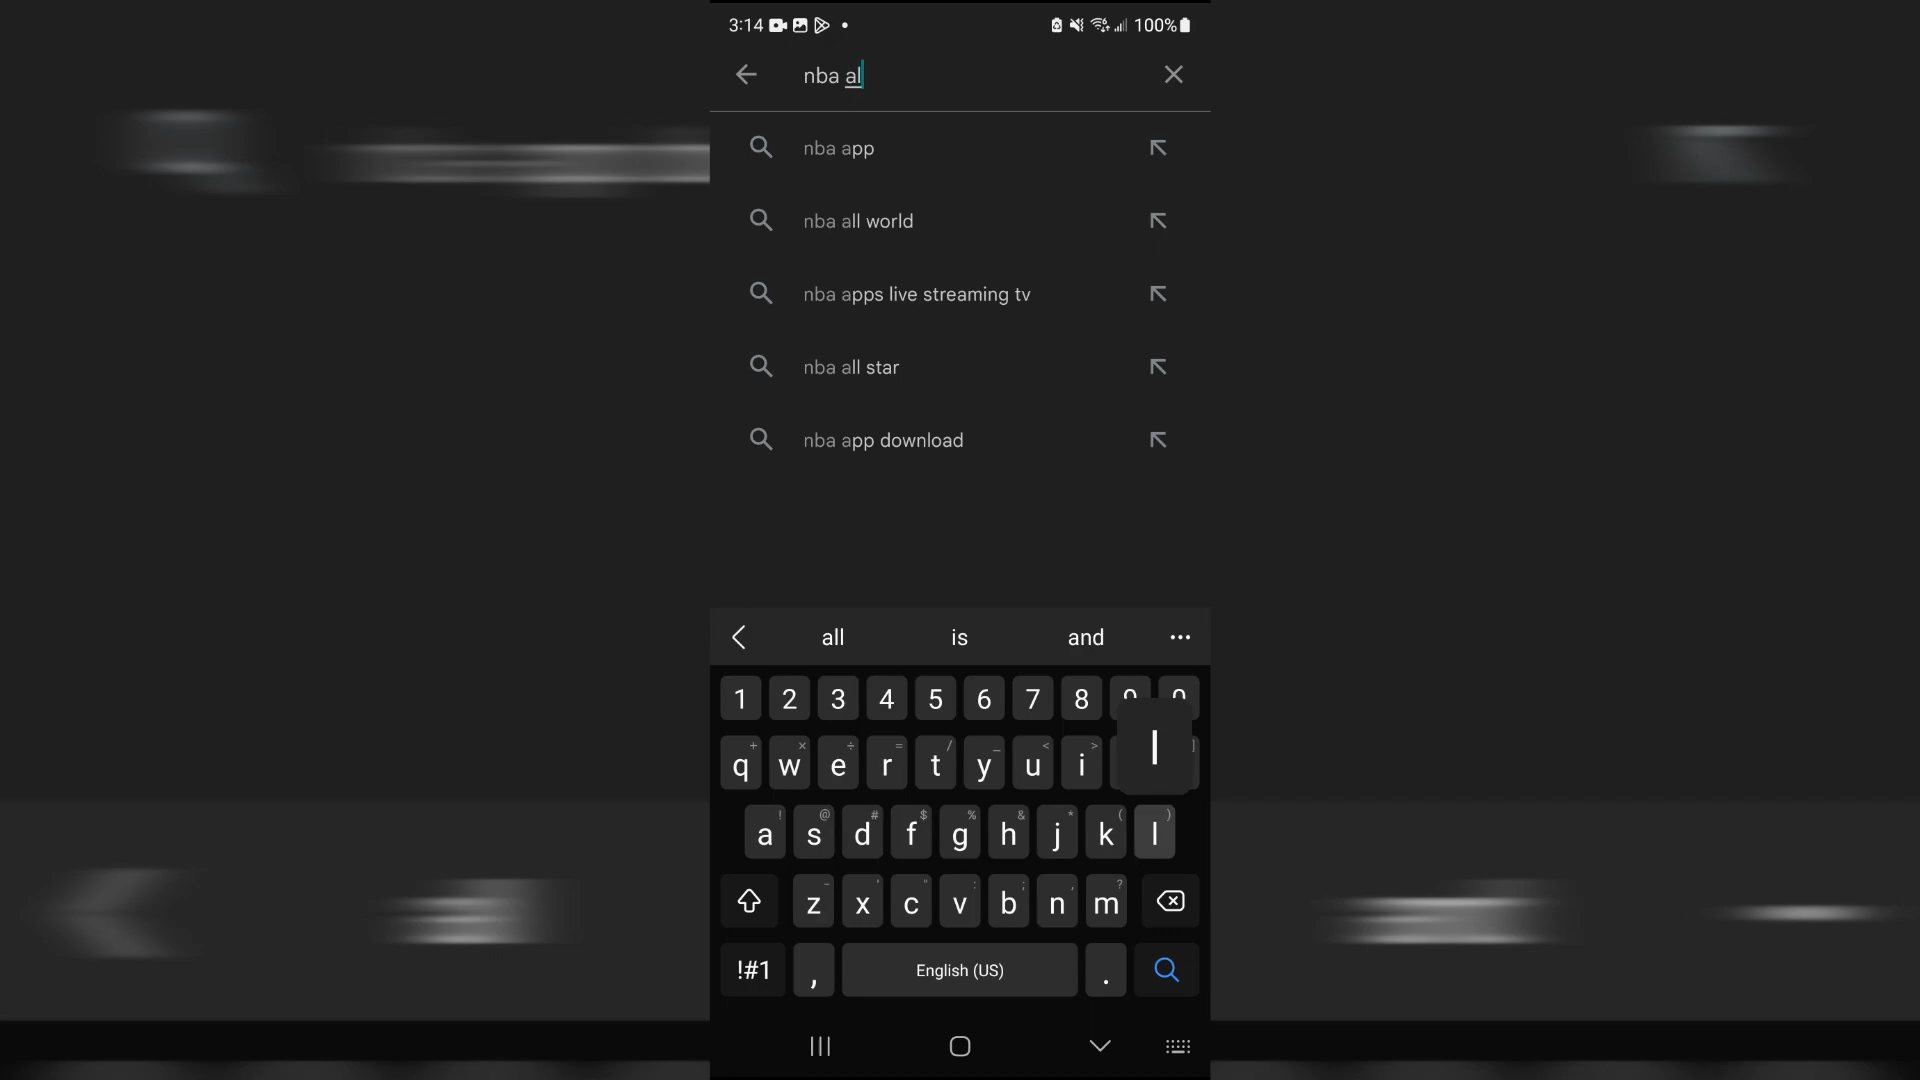 3:14 100%
nba al
nba app
nba all world
nba apps live streaming tv
nba all star
nba app download
all is and
1 2 3 4 5 6 7 8
q w e r t y u i
l
a s d f g h j k l
z x c v b n m
!#1 , English (US) .